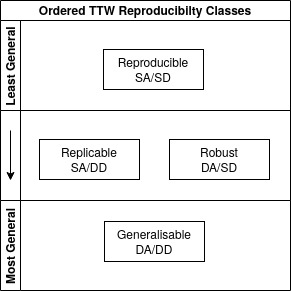 Ordered TTW Reproducibilty Classes
Least General
Reproducible
SA/SD
Replicable
SA/DD
Robust
DA/SD
Most General
Generalisable
DA/DD